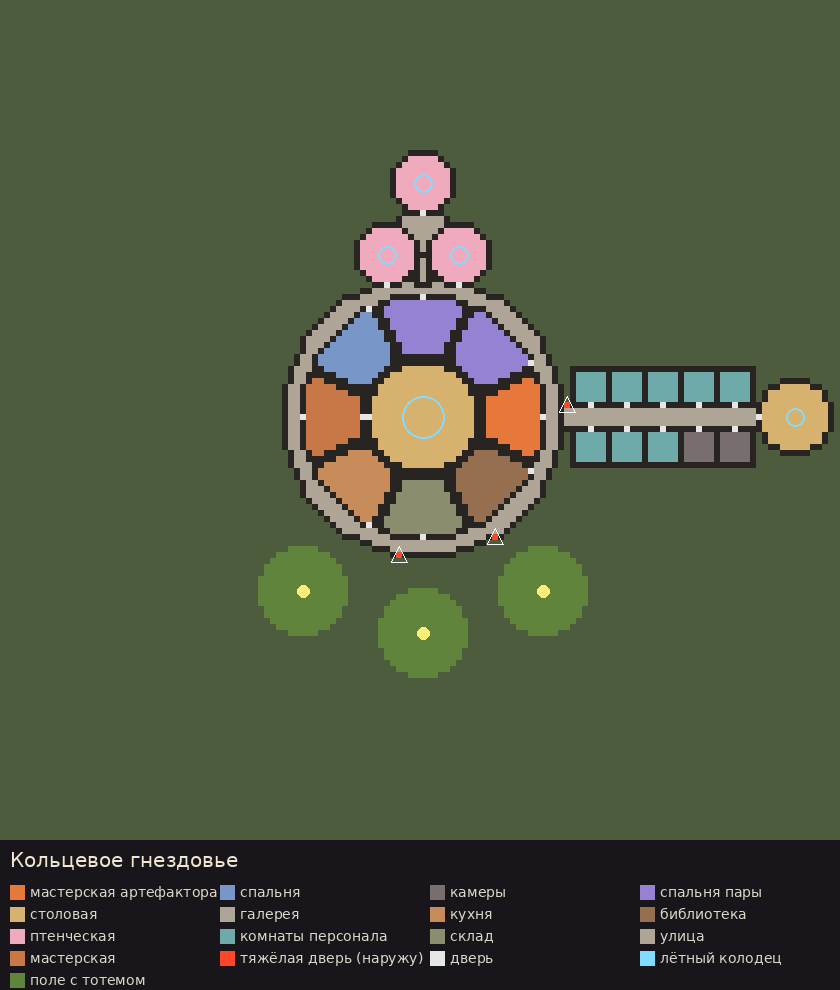 Кольцевое гнездовье
мастерская артефактора спальня камеры спальня пары
столовая галерея кухня библиотека
птенческая комнаты персонала склад улица
мастерская тяжёлая дверь (наружу) дверь лётный колодец
поле с тотемом